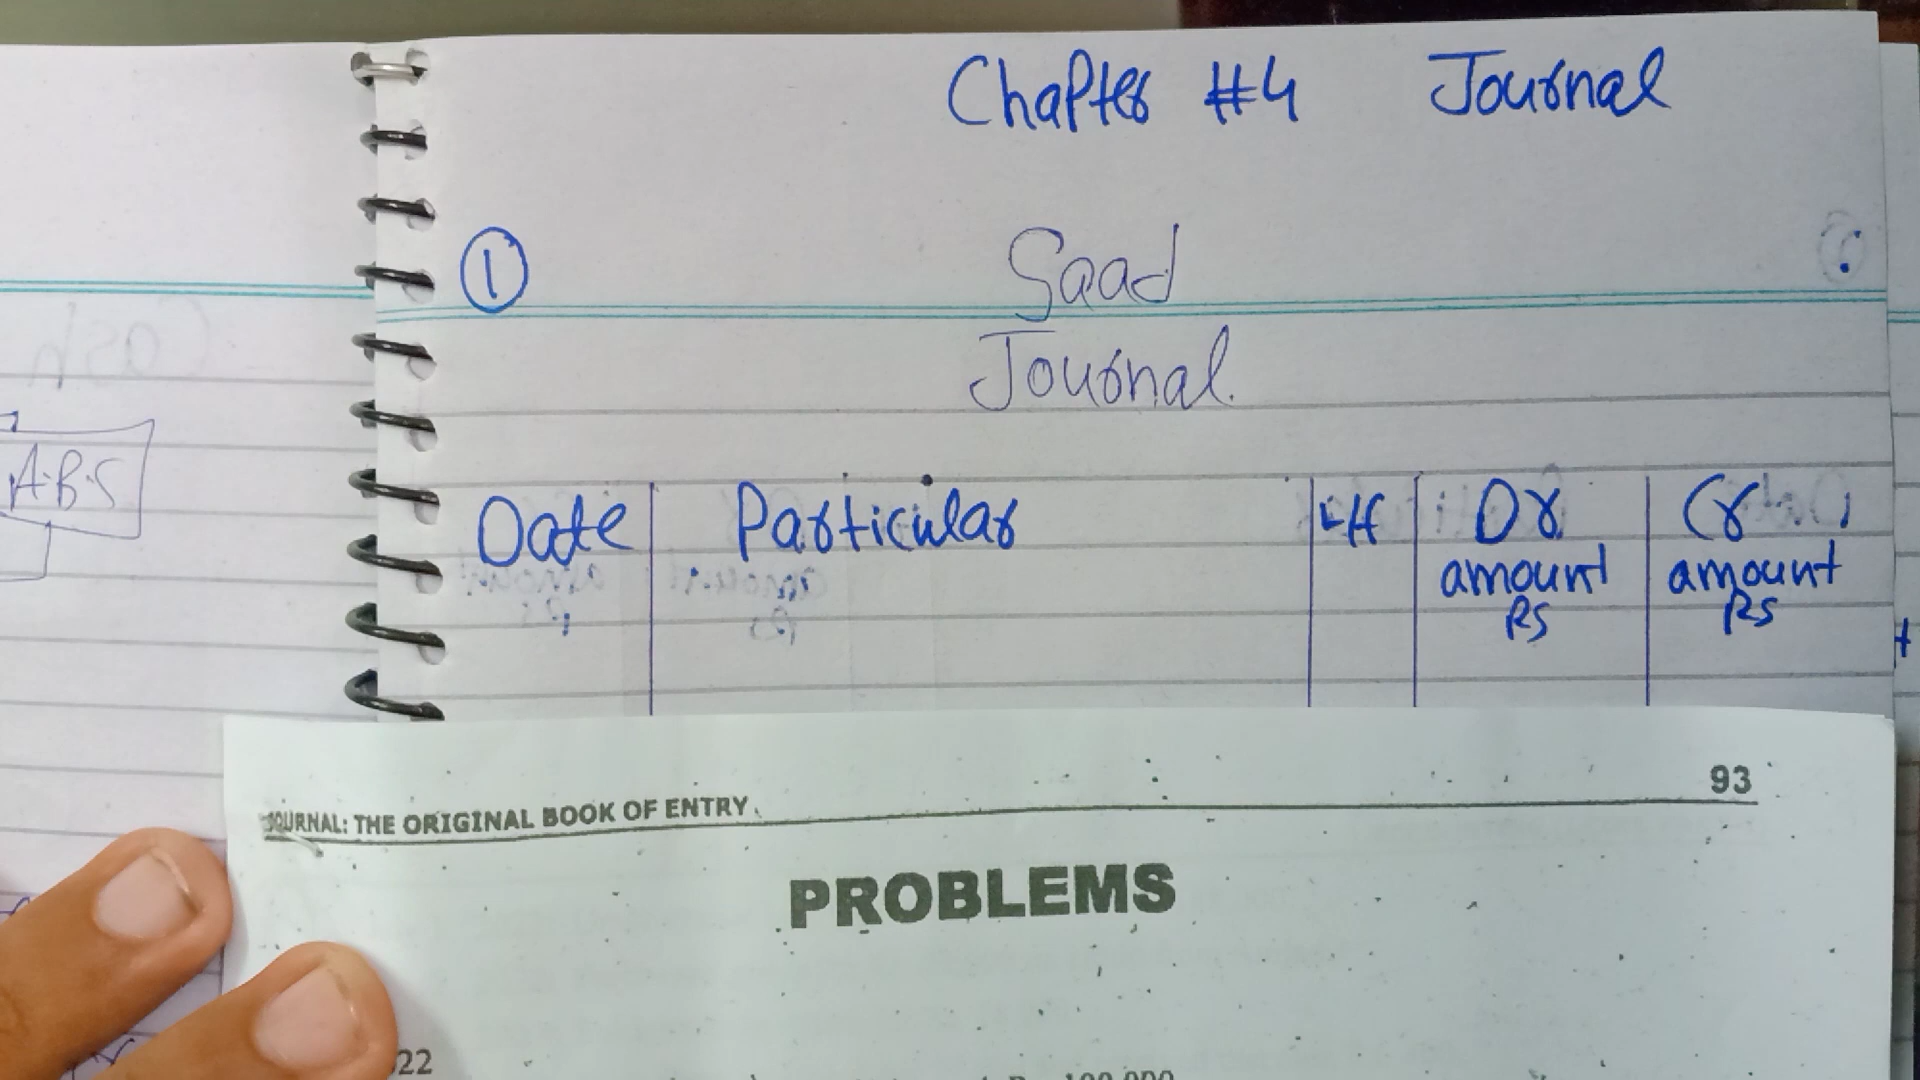 Chapter #4 Journal
① Saad
Journal.
A.B.S
Date Particular LF Dr Cr
amount amount
Rs Rs
JOURNAL: THE ORIGINAL BOOK OF ENTRY 93
PROBLEMS
22